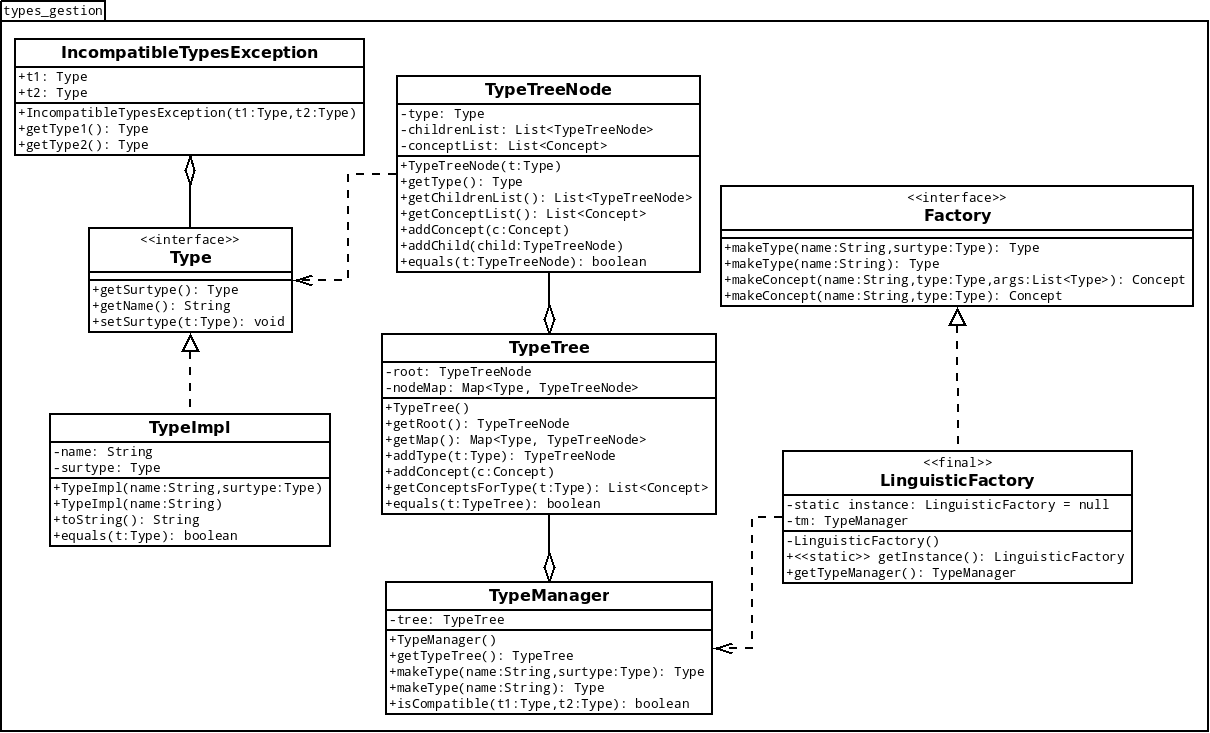 types_gestion
IncompatibleTypesException
+t1: Type
+t2: Type
+IncompatibleTypesException(t1:Type,t2:Type)
+getType1(): Type
+getType2(): Type
TypeTreeNode
-type: Type
-childrenList: List<TypeTreeNode>
-conceptList: List<Concept>
+TypeTreeNode(t:Type)
+getType(): Type
+getChildrenList(): List<TypeTreeNode>
+getConceptList(): List<Concept>
+addConcept(c:Concept)
+addChild(child:TypeTreeNode)
+equals(t:TypeTreeNode): boolean
<<interface>>
Factory
+makeType(name:String,surtype:Type): Type
+makeType(name:String): Type
+makeConcept(name:String,type:Type,args:List<Type>): Concept
+makeConcept(name:String,type:Type): Concept
<<interface>>
Type
+getSurtype(): Type
+getName(): String
+setSurtype(t:Type): void
TypeTree
-root: TypeTreeNode
-nodeMap: Map<Type, TypeTreeNode>
+TypeTree()
+getRoot(): TypeTreeNode
+getMap(): Map<Type, TypeTreeNode>
+addType(t:Type): TypeTreeNode
+addConcept(c:Concept)
+getConceptsForType(t:Type): List<Concept>
+equals(t:TypeTree): boolean
TypeImpl
-name: String
-surtype: Type
+TypeImpl(name:String,surtype:Type)
+TypeImpl(name:String)
+toString(): String
+equals(t:Type): boolean
<<final>>
LinguisticFactory
-static instance: LinguisticFactory = null
-tm: TypeManager
-LinguisticFactory()
+<<static>> getInstance(): LinguisticFactory
+getTypeManager(): TypeManager
TypeManager
-tree: TypeTree
+TypeManager()
+getTypeTree(): TypeTree
+makeType(name:String,surtype:Type): Type
+makeType(name:String): Type
+isCompatible(t1:Type,t2:Type): boolean